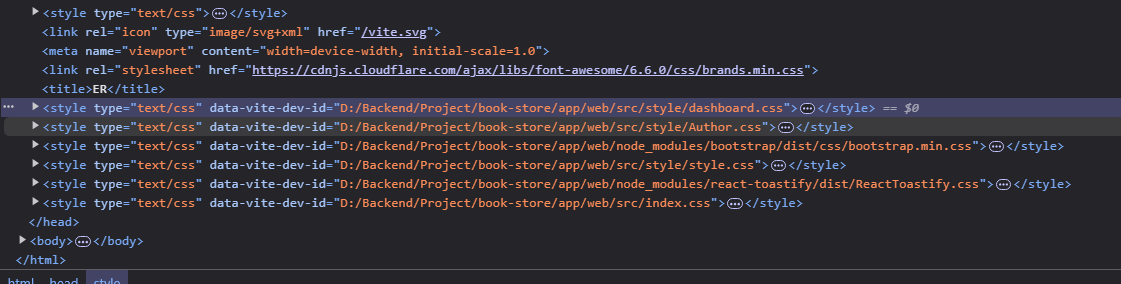 <style type="text/css">…</style>
<link rel="icon" type="image/svg+xml" href="/vite.svg">
<meta name="viewport" content="width=device-width, initial-scale=1.0">
<link rel="stylesheet" href="https://cdnjs.cloudflare.com/ajax/libs/font-awesome/6.6.0/css/brands.min.css">
<title>ER</title>
<style type="text/css" data-vite-dev-id="D:/Backend/Project/book-store/app/web/src/style/dashboard.css">…</style> == $0
<style type="text/css" data-vite-dev-id="D:/Backend/Project/book-store/app/web/src/style/Author.css">…</style>
<style type="text/css" data-vite-dev-id="D:/Backend/Project/book-store/app/web/node_modules/bootstrap/dist/css/bootstrap.min.css">…</style>
<style type="text/css" data-vite-dev-id="D:/Backend/Project/book-store/app/web/src/style/style.css">…</style>
<style type="text/css" data-vite-dev-id="D:/Backend/Project/book-store/app/web/node_modules/react-toastify/dist/ReactToastify.css">…</style>
<style type="text/css" data-vite-dev-id="D:/Backend/Project/book-store/app/web/src/index.css">…</style>
</head>
<body>…</body>
</html>
html head style